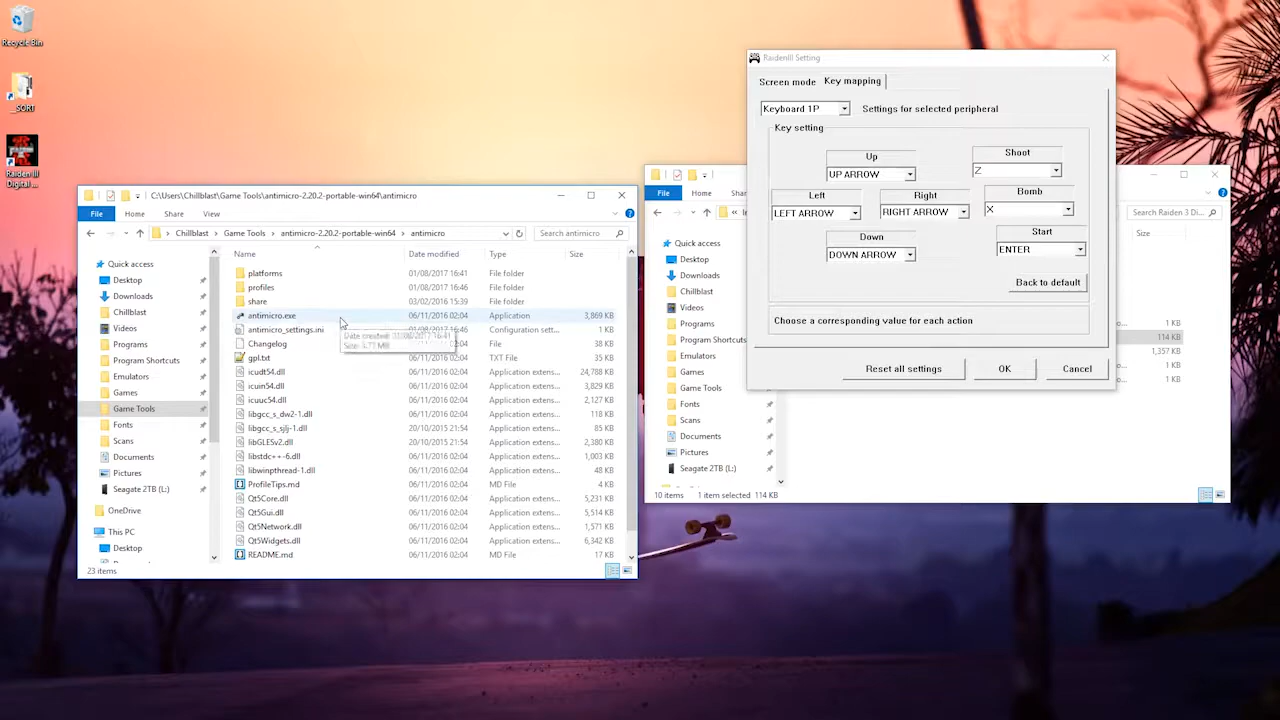 Recycle Bin
_SORT
Raiden III
Digital ...
C:\Users\Chillblast\Game Tools\antimicro-2.20.2-portable-win64\antimicro
File Home Share View
Chillblast Game Tools antimicro-2.20.2-portable-win64 antimicro
Search antimicro
Quick access
Desktop
Downloads
Chillblast
Videos
Programs
Program Shortcuts
Emulators
Games
Game Tools
Fonts
Scans
Documents
Pictures
Seagate 2TB (L:)
OneDrive
This PC
Desktop
Name Date modified Type Size
platforms 01/08/2017 16:41 File folder
profiles 01/08/2017 16:46 File folder
share 03/02/2016 15:39 File folder
antimicro.exe 06/11/2016 02:04 Application 3,869 KB
antimicro_settings.ini 16:46 Configuration sett... 1 KB
Changelog File 38 KB
gpl.txt 06/11/2016 02:04 TXT File 35 KB
icudt54.dll 06/11/2016 02:04 Application extens... 24,788 KB
icuin54.dll 06/11/2016 02:04 Application extens... 3,829 KB
icuuc54.dll 06/11/2016 02:04 Application extens... 2,127 KB
libgcc_s_dw2-1.dll 06/11/2016 02:04 Application extens... 118 KB
libgcc_s_sjlj-1.dll 20/10/2015 21:54 Application extens... 85 KB
libGLESv2.dll 20/10/2015 21:54 Application extens... 2,380 KB
libstdc++-6.dll 06/11/2016 02:04 Application extens... 1,003 KB
libwinpthread-1.dll 06/11/2016 02:04 Application extens... 48 KB
ProfileTips.md 06/11/2016 02:04 MD File 4 KB
Qt5Core.dll 06/11/2016 02:04 Application extens... 5,231 KB
Qt5Gui.dll 06/11/2016 02:04 Application extens... 5,514 KB
Qt5Network.dll 06/11/2016 02:04 Application extens... 1,571 KB
Qt5Widgets.dll 06/11/2016 02:04 Application extens... 6,342 KB
README.md 06/11/2016 02:04 MD File 17 KB
Date created: 01/08/2017 16:41
Size: 3.77 MB
23 items
RaidenIII Setting
Screen mode Key mapping
Keyboard 1P Settings for selected peripheral
Key setting
Up
UP ARROW
Shoot
Z
Left
LEFT ARROW
Right
RIGHT ARROW
Bomb
X
Down
DOWN ARROW
Start
ENTER
Back to default
Choose a corresponding value for each action
Reset all settings OK Cancel
File Home Shar
Search Raiden 3 Di...
Size
Quick access
Desktop
Downloads
Chillblast
Videos
Programs
Program Shortcuts
Emulators
Games
Game Tools
Fonts
Scans
Documents
Pictures
Seagate 2TB (L:)
1 KB
114 KB
1,357 KB
1 KB
10 items 1 item selected 114 KB